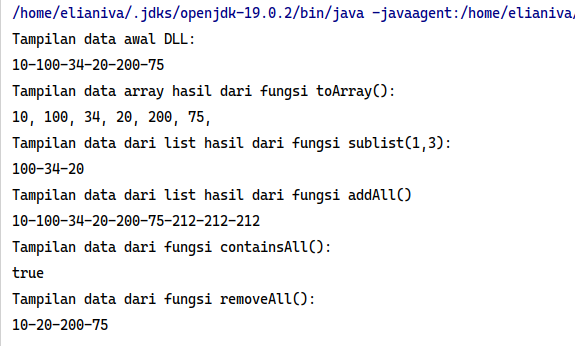 /home/elianiva/.jdks/openjdk-19.0.2/bin/java -javaagent:/home/elianiva/
Tampilan data awal DLL:
10-100-34-20-200-75
Tampilan data array hasil dari fungsi toArray():
10, 100, 34, 20, 200, 75,
Tampilan data dari list hasil dari fungsi sublist(1,3):
100-34-20
Tampilan data dari list hasil dari fungsi addAll()
10-100-34-20-200-75-212-212-212
Tampilan data dari fungsi containsAll():
true
Tampilan data dari fungsi removeAll():
10-20-200-75